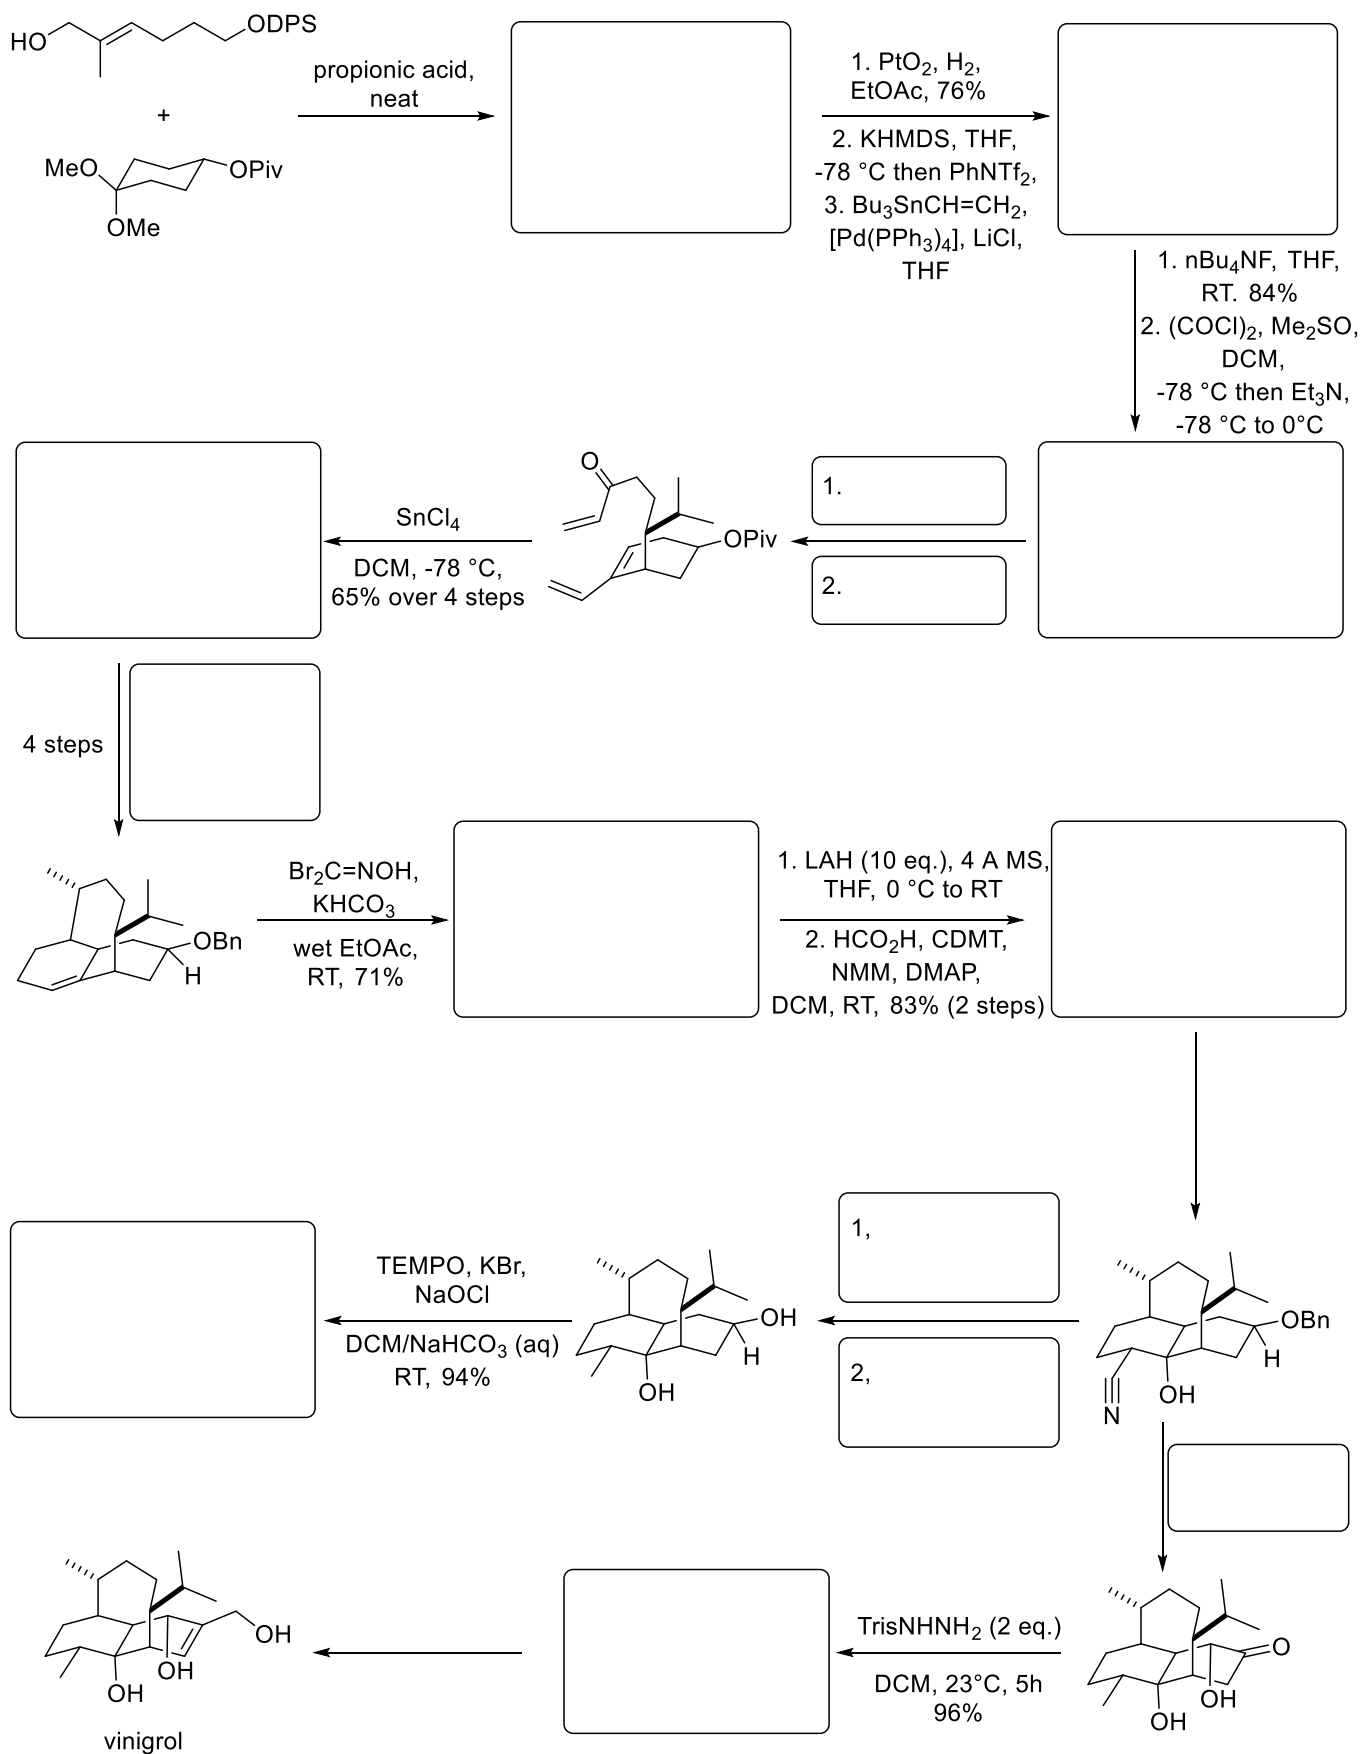 HO
ODPS
+
MeO
OPiv
OMe
propionic acid,
neat
1. PtO2, H2,
EtOAc, 76%
2. KHMDS, THF,
-78 °C then PhNTf2,
3. Bu3SnCH=CH2,
[Pd(PPh3)4], LiCl,
THF
1. nBu4NF, THF,
RT. 84%
2. (COCl)2, Me2SO,
DCM,
-78 °C then Et3N,
-78 °C to 0°C
1.
2.
O
OPiv
SnCl4
DCM, -78 °C,
65% over 4 steps
4 steps
OBn
H
Br2C=NOH,
KHCO3
wet EtOAc,
RT, 71%
1. LAH (10 eq.), 4 A MS,
THF, 0 °C to RT
2. HCO2H, CDMT,
NMM, DMAP,
DCM, RT, 83% (2 steps)
OBn
H
OH
N
1,
2,
OH
H
OH
TEMPO, KBr,
NaOCl
DCM/NaHCO3 (aq)
RT, 94%
O
OH
OH
TrisNHNH2 (2 eq.)
DCM, 23°C, 5h
96%
OH
OH
OH
vinigrol